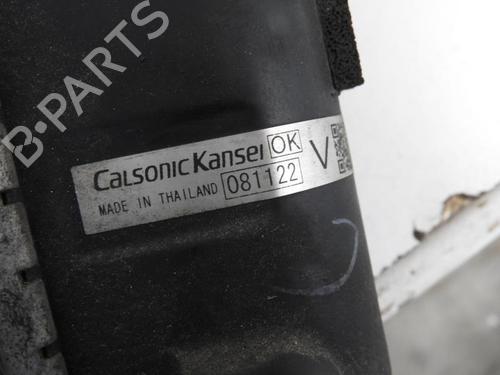 B-PARTS
CalsonicKansei OK V
MADE IN THAILAND 081122